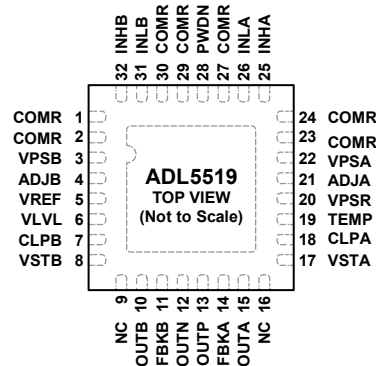 32 INHB
31 INLB
30 COMR
29 COMR
28 PWDN
27 COMR
26 INLA
25 INHA
COMR 1
COMR 2
VPSB 3
ADJB 4
VREF 5
VLVL 6
CLPB 7
VSTB 8
ADL5519
TOP VIEW
(Not to Scale)
24 COMR
23 COMR
22 VPSA
21 ADJA
20 VPSR
19 TEMP
18 CLPA
17 VSTA
NC 9
OUTB 10
FBKB 11
OUTN 12
OUTP 13
FBKA 14
OUTA 15
NC 16